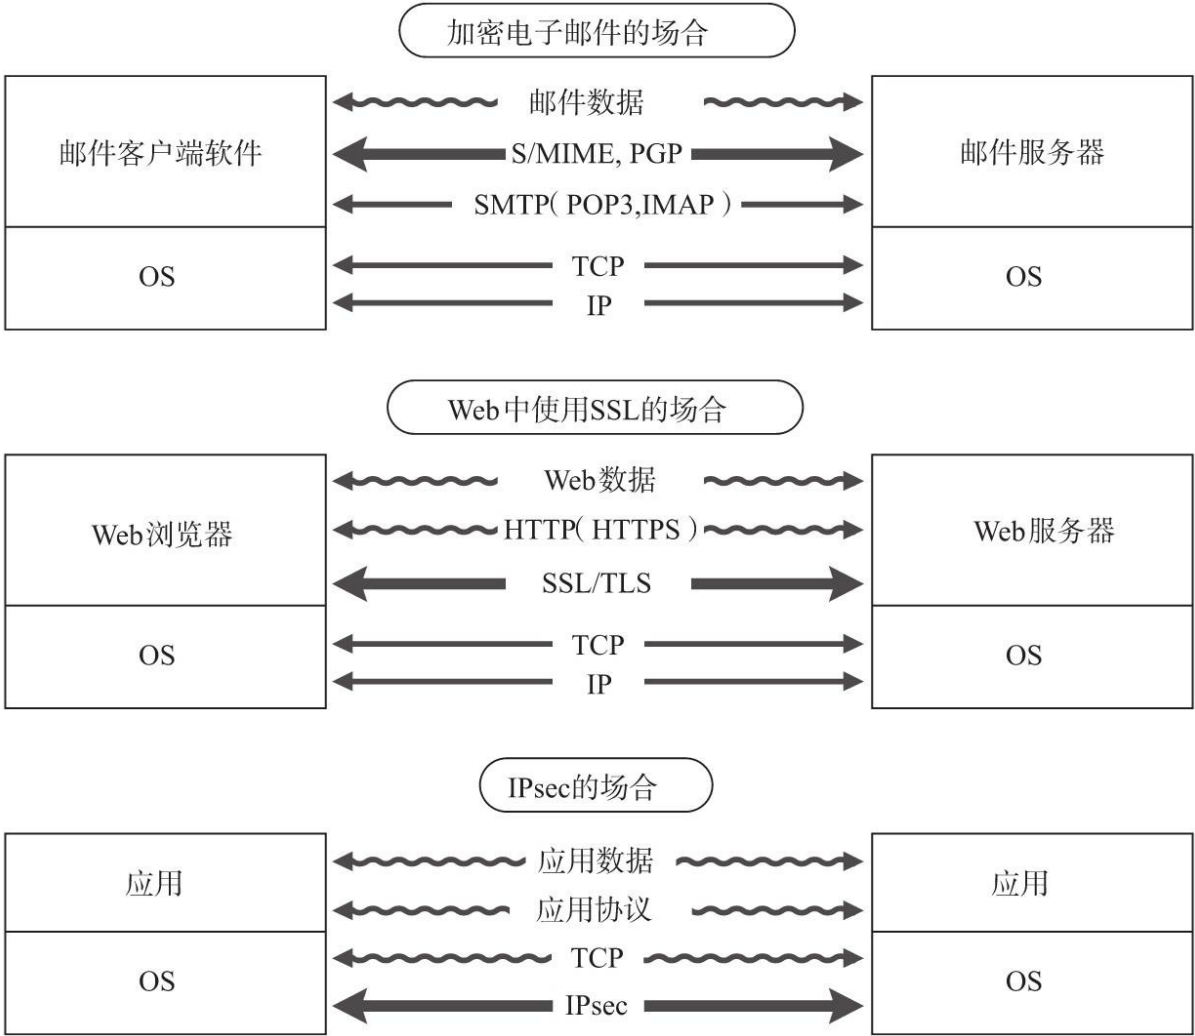 加密电子邮件的场合
邮件数据
邮件客户端软件
S/MIME, PGP
邮件服务器
SMTP( POP3,IMAP )
OS
TCP
IP
OS
Web中使用SSL的场合
Web数据
Web浏览器
HTTP( HTTPS )
Web服务器
SSL/TLS
OS
TCP
IP
OS
IPsec的场合
应用
应用数据
应用协议
应用
OS
TCP
IPsec
OS